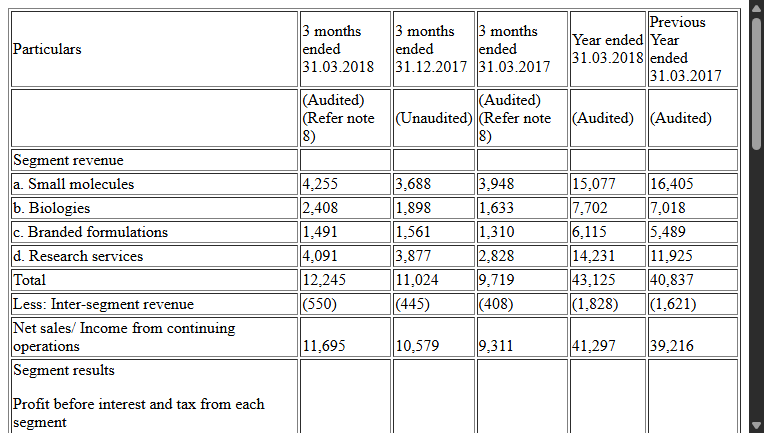 Particulars | 3 months ended 31.03.2018 | 3 months ended 31.12.2017 | 3 months ended 31.03.2017 | Year ended 31.03.2018 | Previous Year ended 31.03.2017
(Audited) (Refer note 8) | (Unaudited) | (Audited) (Refer note 8) | (Audited) | (Audited)
Segment revenue
a. Small molecules | 4,255 | 3,688 | 3,948 | 15,077 | 16,405
b. Biologies | 2,408 | 1,898 | 1,633 | 7,702 | 7,018
c. Branded formulations | 1,491 | 1,561 | 1,310 | 6,115 | 5,489
d. Research services | 4,091 | 3,877 | 2,828 | 14,231 | 11,925
Total | 12,245 | 11,024 | 9,719 | 43,125 | 40,837
Less: Inter-segment revenue | (550) | (445) | (408) | (1,828) | (1,621)
Net sales/ Income from continuing operations | 11,695 | 10,579 | 9,311 | 41,297 | 39,216
Segment results
Profit before interest and tax from each
segment